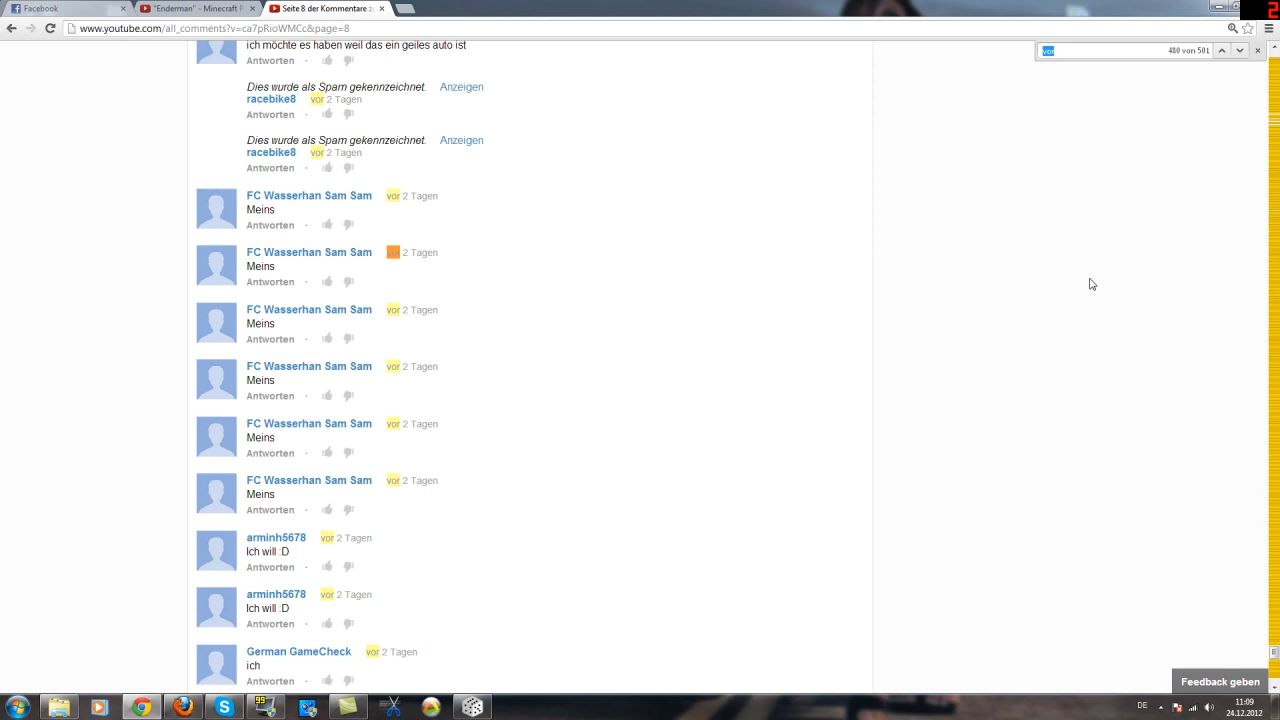 Facebook
"Enderman" - Minecraft P
Seite 8 der Kommentare zu
www.youtube.com/all_comments?v=ca7pRioWMCc&page=8
vor
480 von 501
ich möchte es haben weil das ein geiles auto ist
Antworten ·
Dies wurde als Spam gekennzeichnet. Anzeigen
racebike8 vor 2 Tagen
Antworten ·
Dies wurde als Spam gekennzeichnet. Anzeigen
racebike8 vor 2 Tagen
Antworten ·
FC Wasserhan Sam Sam vor 2 Tagen
Meins
Antworten ·
FC Wasserhan Sam Sam vor 2 Tagen
Meins
Antworten ·
FC Wasserhan Sam Sam vor 2 Tagen
Meins
Antworten ·
FC Wasserhan Sam Sam vor 2 Tagen
Meins
Antworten ·
FC Wasserhan Sam Sam vor 2 Tagen
Meins
Antworten ·
FC Wasserhan Sam Sam vor 2 Tagen
Meins
Antworten ·
arminh5678 vor 2 Tagen
Ich will :D
Antworten ·
arminh5678 vor 2 Tagen
Ich will :D
Antworten ·
German GameCheck vor 2 Tagen
ich
Antworten ·
Feedback geben
99
DE
11:09
24.12.2012
2